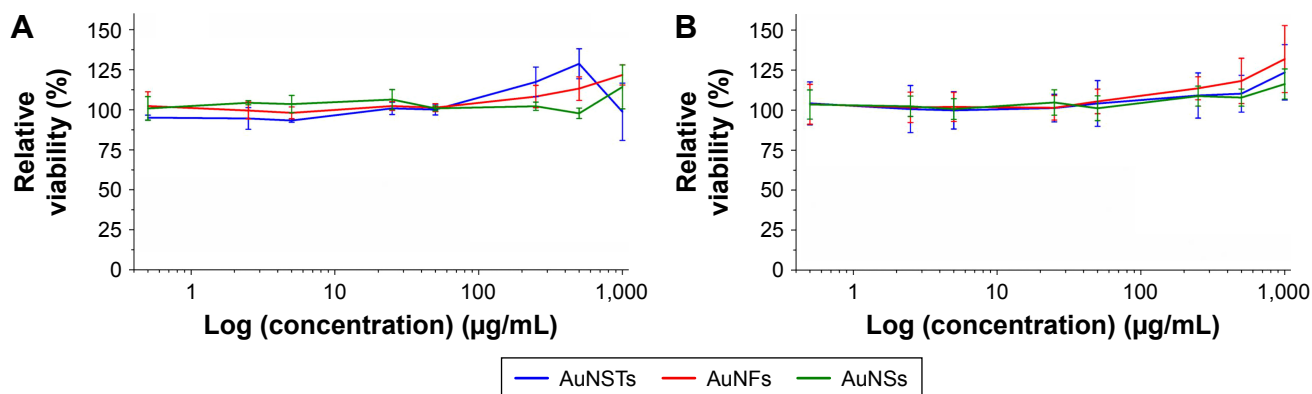 A
Relative
viability (%)
150
125
100
75
50
25
0
1
10
100
1,000
Log (concentration) (µg/mL)
B
Relative
viability (%)
150
125
100
75
50
25
0
1
10
100
1,000
Log (concentration) (µg/mL)
AuNSTs AuNFs AuNSs